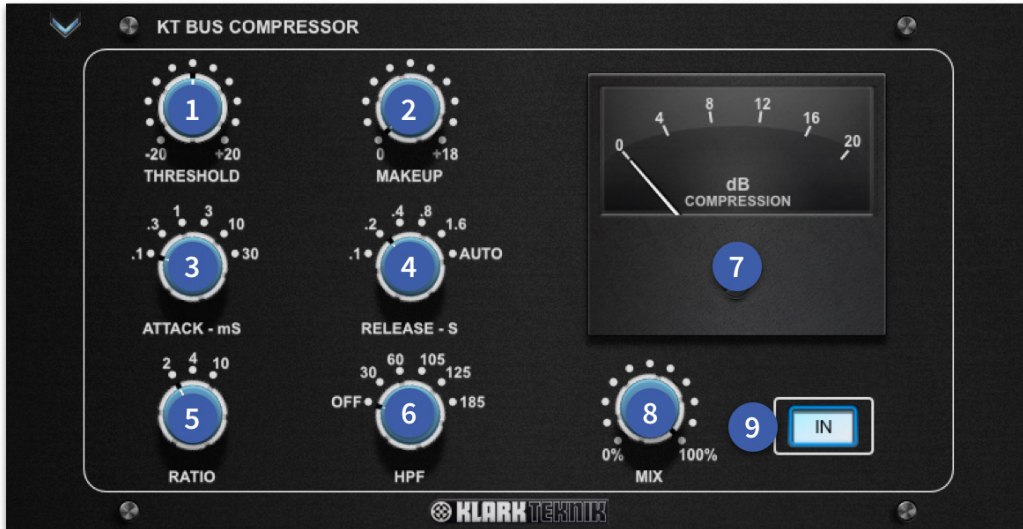 KT BUS COMPRESSOR
1
-20 +20
THRESHOLD
2
0 +18
MAKEUP
0 4 8 12 16 20
dB
COMPRESSION
7
.1 .3 1 3 10 30
3
ATTACK - mS
.1 .2 .4 .8 1.6 AUTO
4
RELEASE - S
2 4 10
5
RATIO
OFF 30 60 105 125 185
6
HPF
8
0% 100%
MIX
9 IN
KLARK TEKNIK